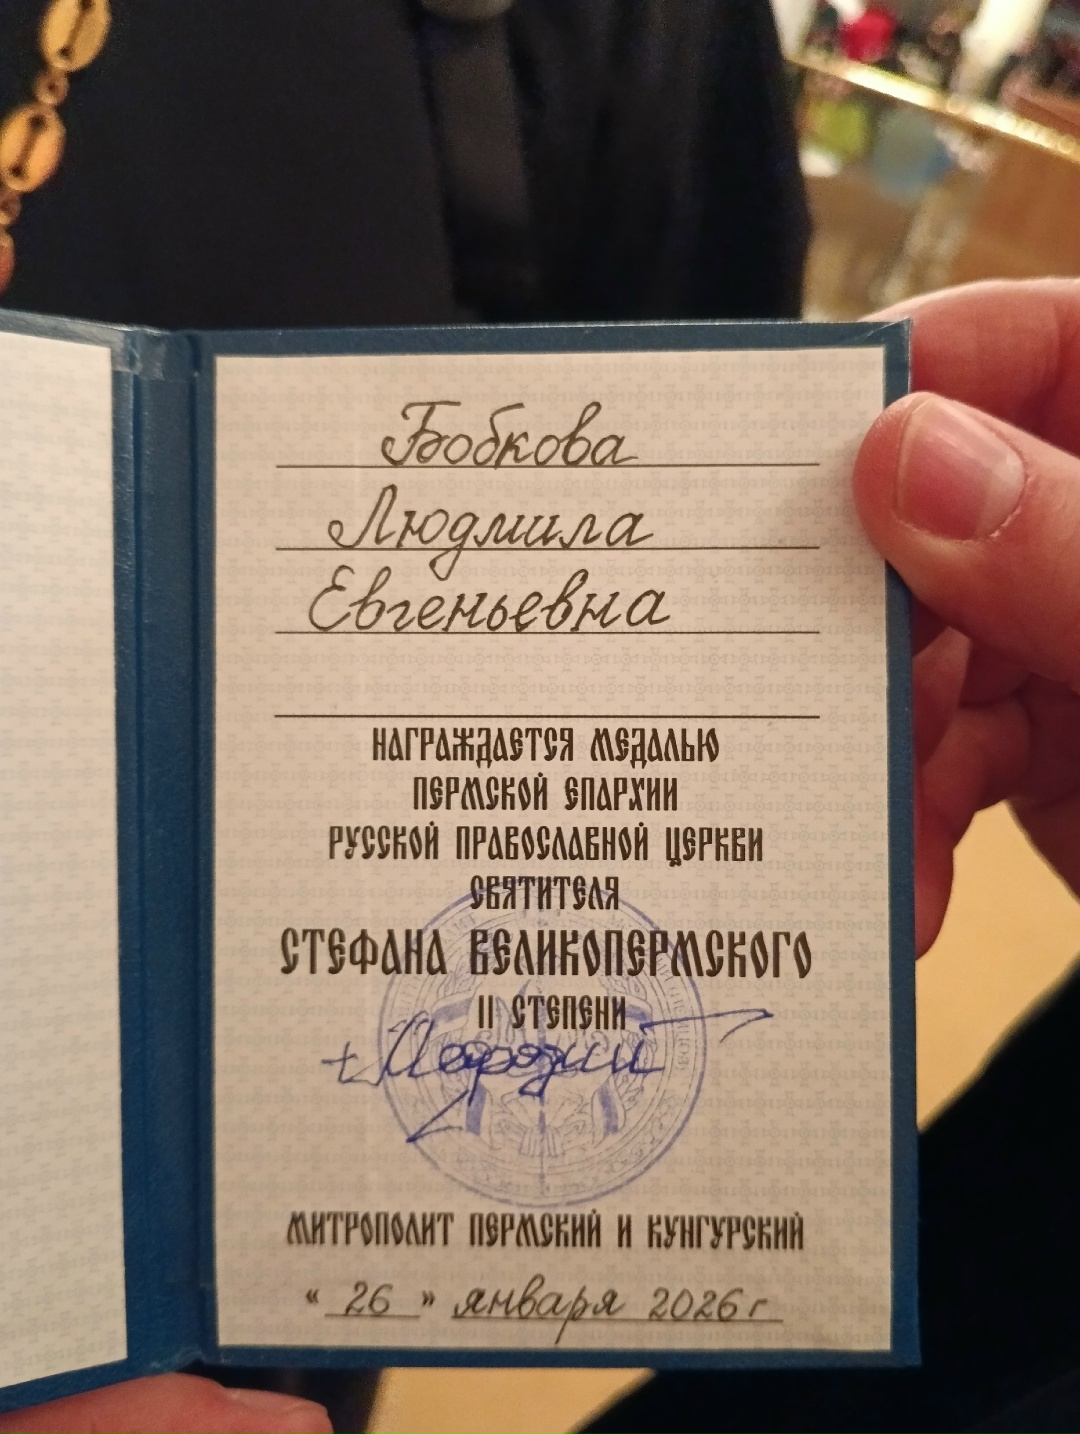 Бобкова
Людмила
Евгеньевна
НАГРАЖДАЕТСЯ МЕДАЛЬЮ
ПЕРМСКОЙ ЕПАРХИИ
РУССКОЙ ПРАВОСЛАВНОЙ ЦЕРКВИ
СВЯТИТЕЛЯ
СТЕФАНА ВЕЛИКОПЕРМСКОГО
II СТЕПЕНИ
МИТРОПОЛИТ ПЕРМСКИЙ И КУНГУРСКИЙ
« 26 » января 2026 г